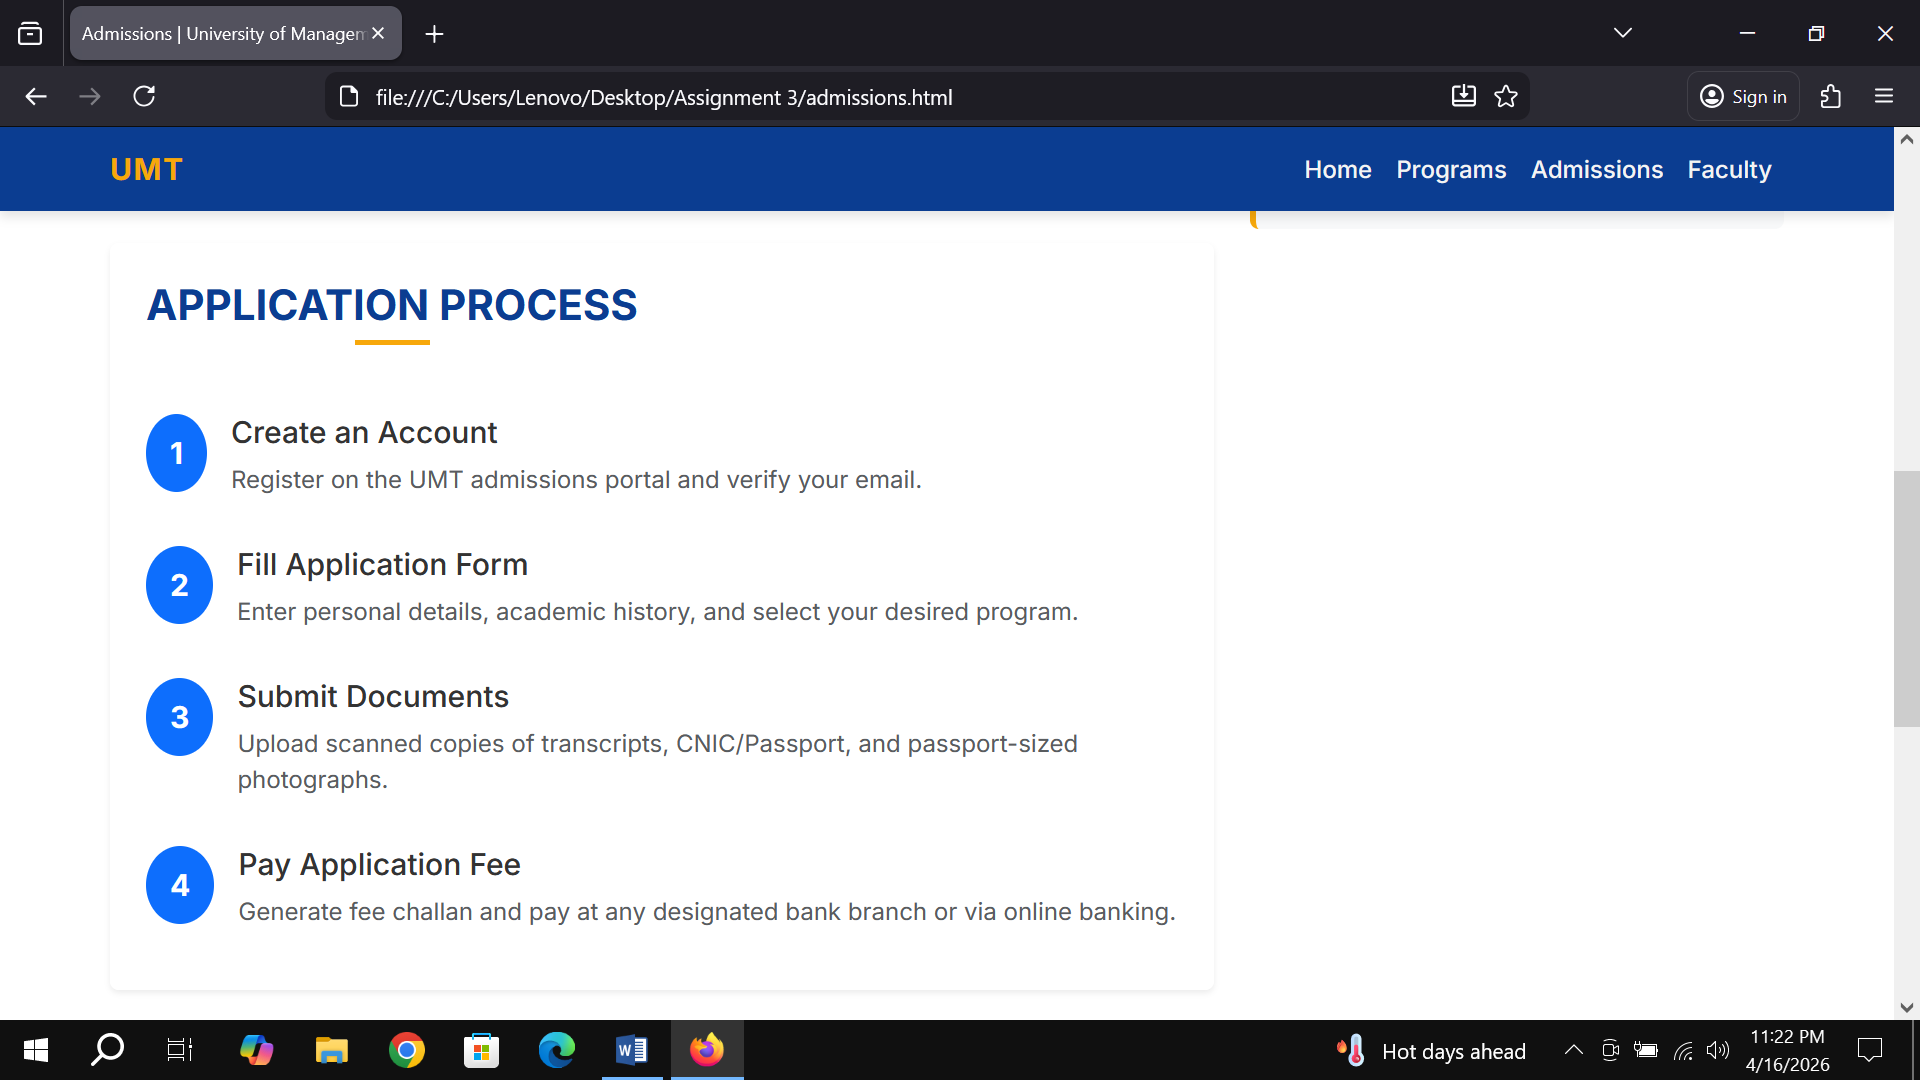 Admissions | University of Managem
file:///C:/Users/Lenovo/Desktop/Assignment 3/admissions.html
Sign in
UMT
Home Programs Admissions Faculty
APPLICATION PROCESS
1
Create an Account
Register on the UMT admissions portal and verify your email.
2
Fill Application Form
Enter personal details, academic history, and select your desired program.
3
Submit Documents
Upload scanned copies of transcripts, CNIC/Passport, and passport-sized
photographs.
4
Pay Application Fee
Generate fee challan and pay at any designated bank branch or via online banking.
W
Hot days ahead
11:22 PM
4/16/2026